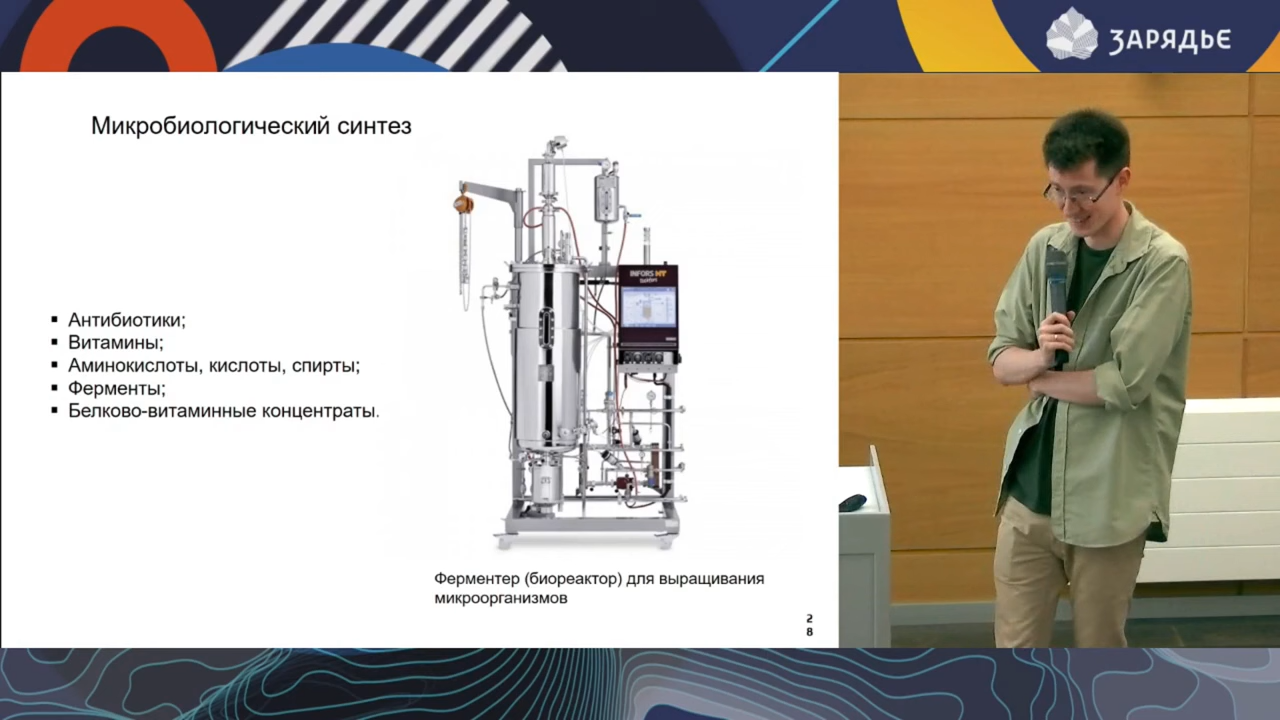 ЗАРЯДЬЕ
Микробиологический синтез
INFORS HT
▪ Антибиотики;
▪ Витамины;
▪ Аминокислоты, кислоты, спирты;
▪ Ферменты;
▪ Белково-витаминные концентраты.
Ферментер (биореактор) для выращивания
микроорганизмов
2
8